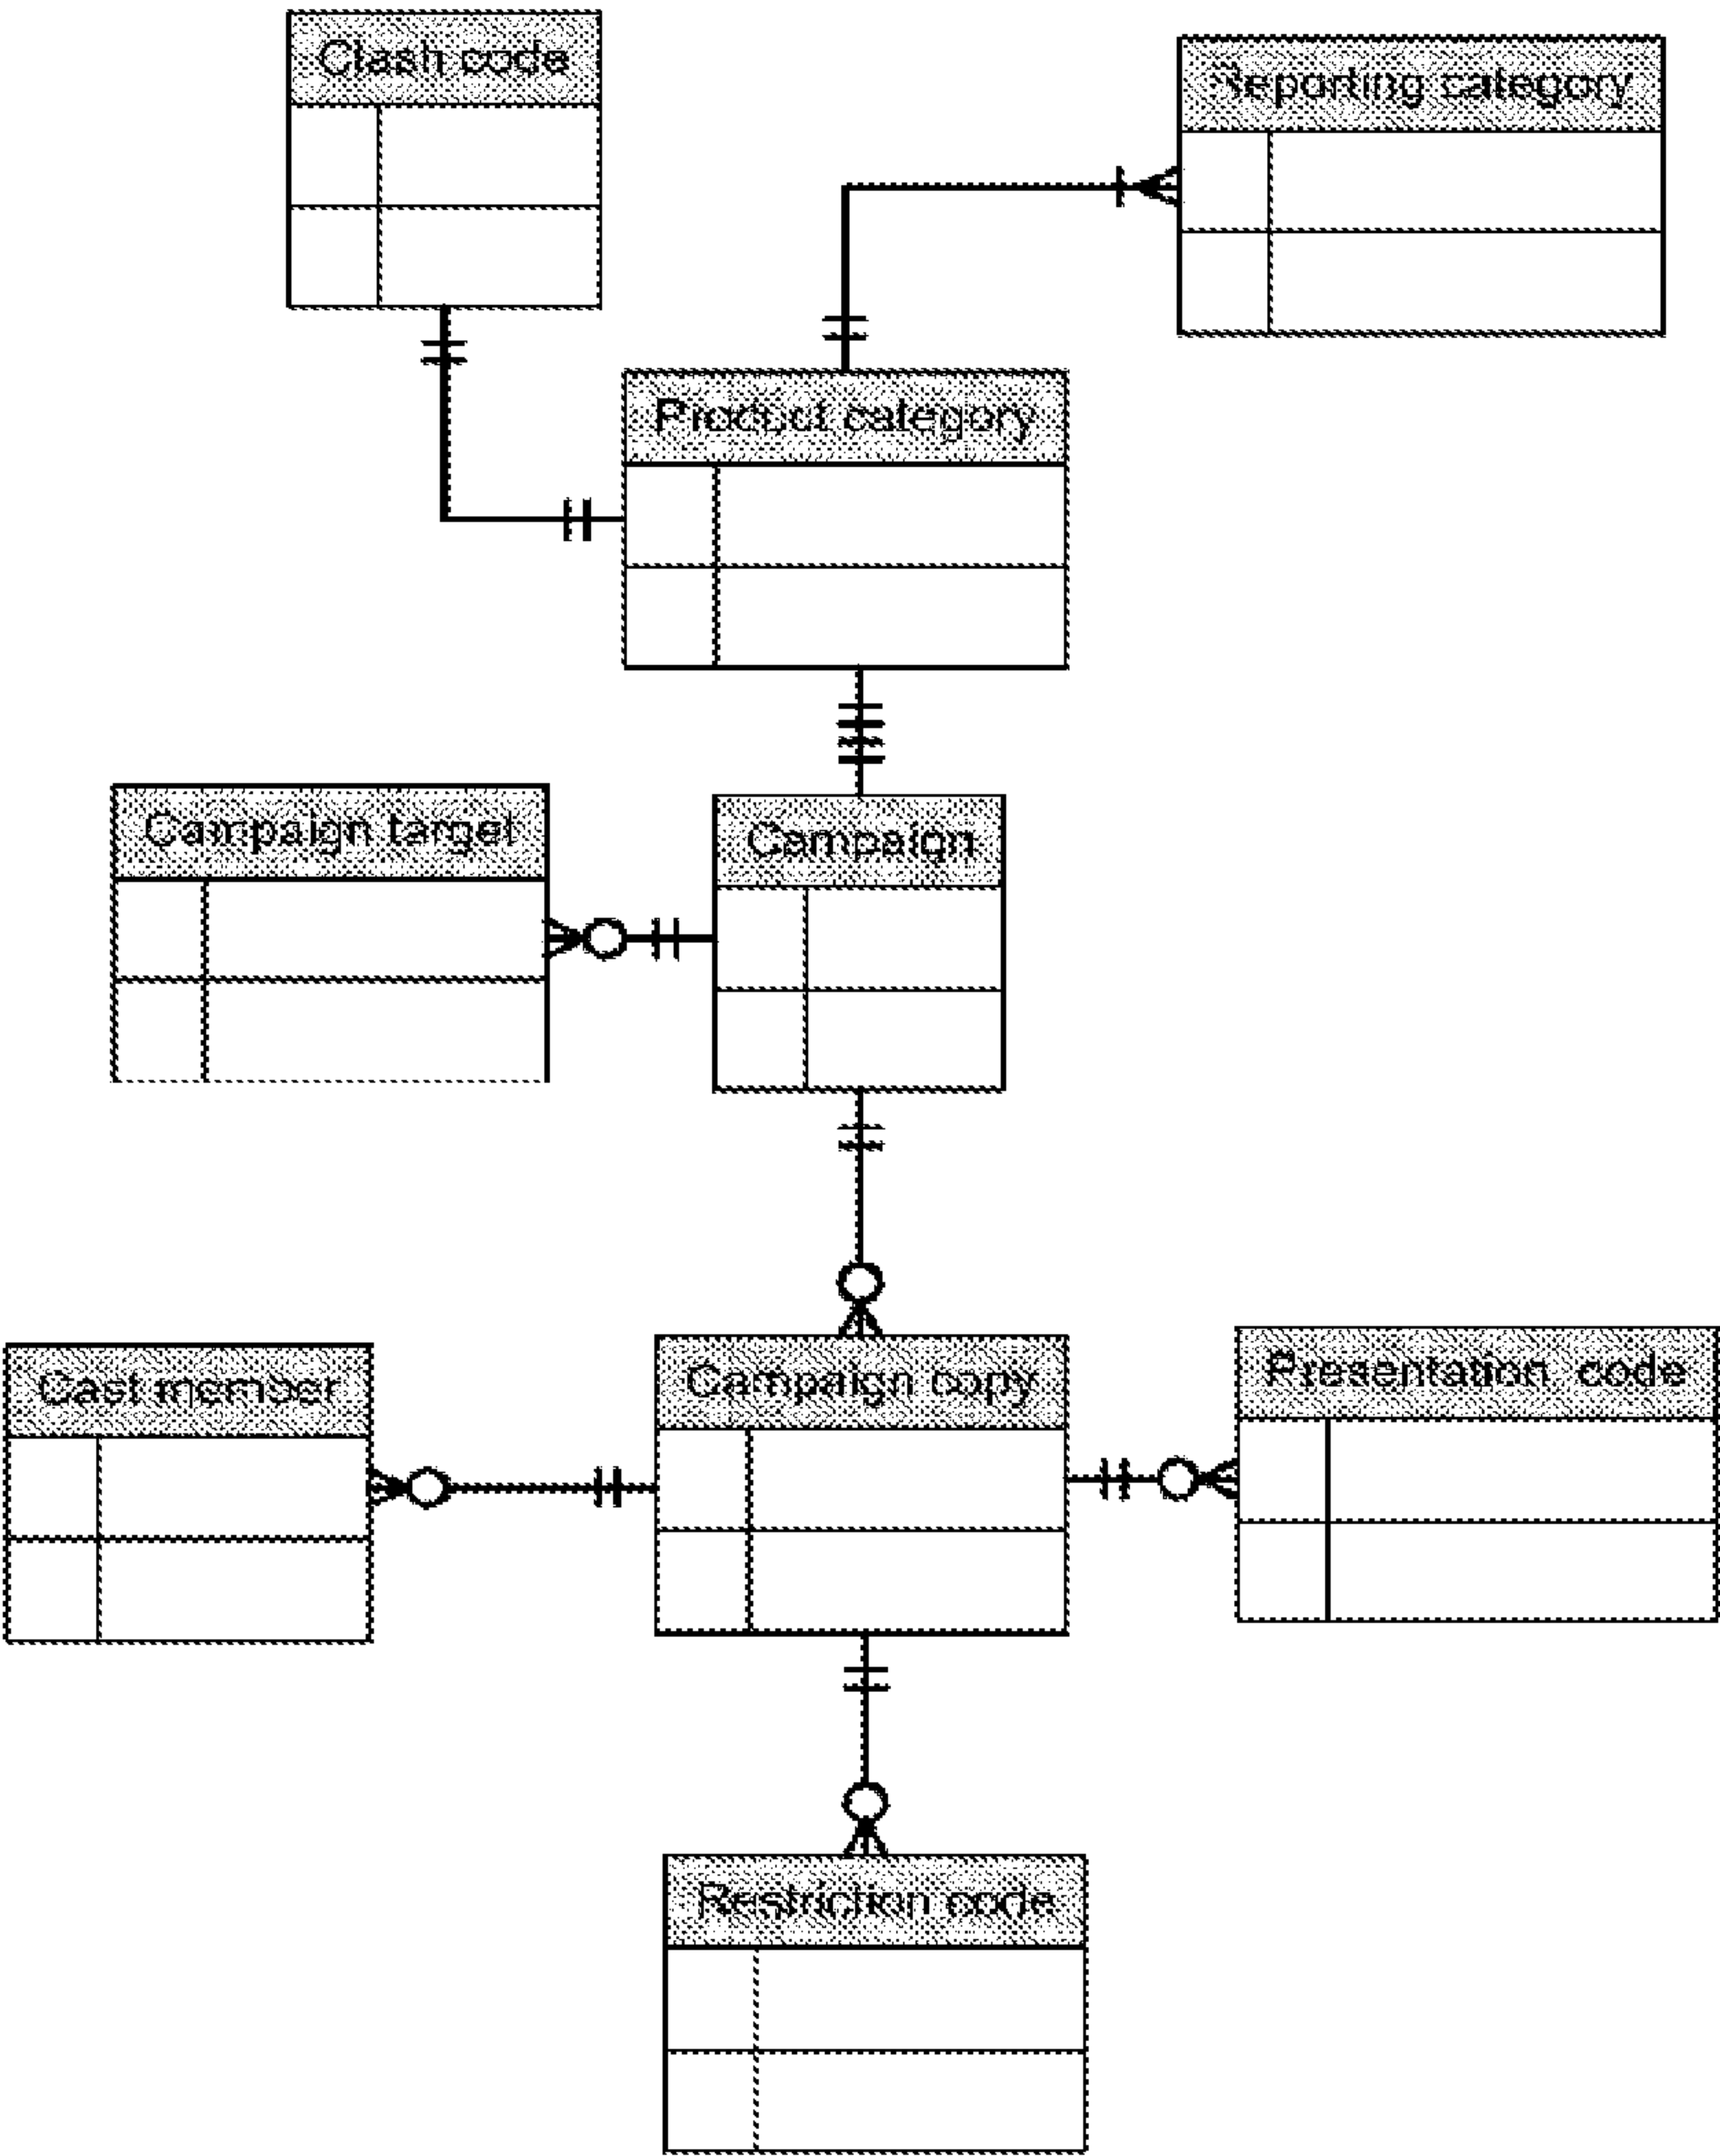 Clash code
Reporting category
Product category
Campaign target
Campaign
Cast member
Campaign copy
Presentation code
Restriction code